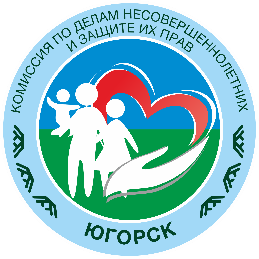 КОМИССИЯ ПО ДЕЛАМ НЕСОВЕРШЕННОЛЕТНИХ
И ЗАЩИТЕ ИХ ПРАВ
ЮГОРСК